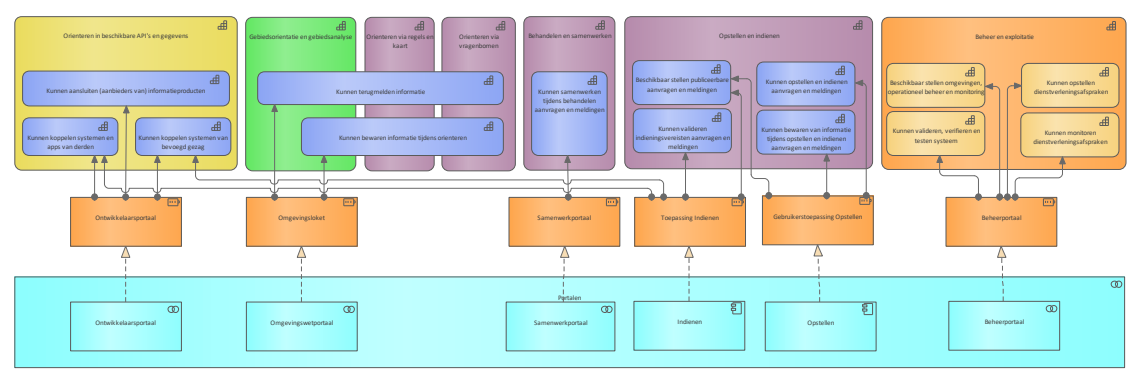 Orienteren in beschikbare API's en gegevens
Kunnen aansluiten (aanbieders van) informatieproducten
Kunnen koppelen systemen en
apps van derden
Kunnen koppelen systemen van
bevoegd gezag
Gebiedsorientatie en gebiedsanalyse
Orienteren via regels en
kaart
Orienteren via
vragenbomen
Kunnen terugmelden informatie
Kunnen bewaren informatie tijdens orienteren
Behandelen en samenwerken
Kunnen samenwerken
tijdens behandelen
aanvragen en meldingen
Opstellen en indienen
Beschikbaar stellen publiceerbare
aanvragen en meldingen
Kunnen opstellen en indienen
aanvragen en meldingen
Kunnen valideren
indieningsvereisten aanvragen en
meldingen
Kunnen bewaren van informatie
tijdens opstellen en indienen
aanvragen en meldingen
Beheer en exploitatie
Beschikbaar stellen omgevingen,
operationeel beheer en monitoring
Kunnen opstellen
dienstverleningsafspraken
Kunnen valideren, verifieren en
testen systeem
Kunnen monitoren
dienstverleningsafspraken
Ontwikkelaarsportaal
Omgevingsloket
Samenwerkportaal
Toepassing Indienen
Gebruikerstoepassing Opstellen
Beheerportaal
Portalen
Ontwikkelaarsportaal
Omgevingswetportaal
Samenwerkportaal
Indienen
Opstellen
Beheerportaal